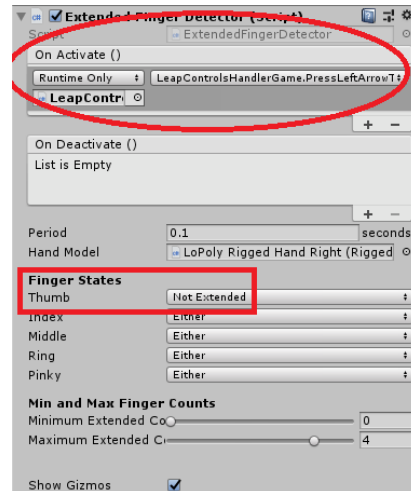 Extended Finger Detector (Script)
Script ExtendedFingerDetector
On Activate ()
Runtime Only LeapControlsHandlerGame.PressLeftArrowT
LeapContr
+ -
On Deactivate ()
List is Empty
+ -
Period 0.1 seconds
Hand Model LoPoly Rigged Hand Right (Rigged
Finger States
Thumb Not Extended
Index Either
Middle Either
Ring Either
Pinky Either
Min and Max Finger Counts
Minimum Extended Co 0
Maximum Extended C 4
Show Gizmos